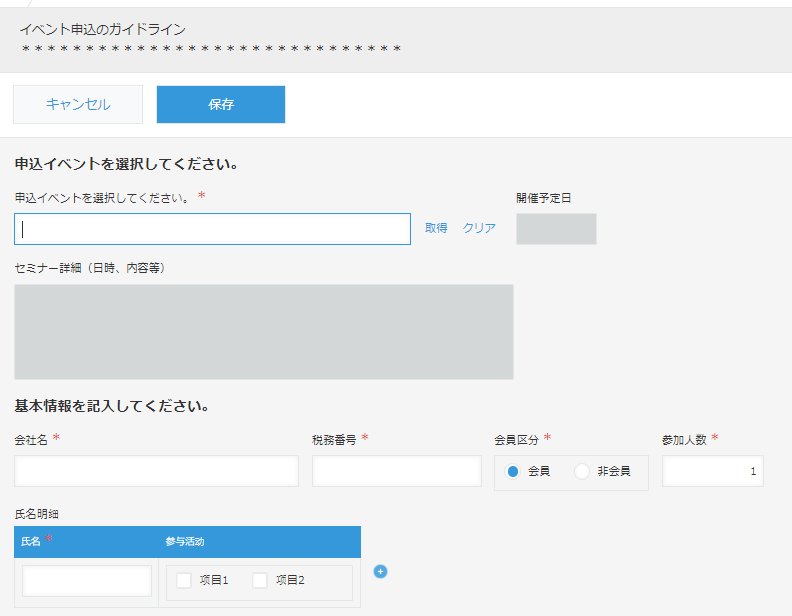 イベント申込のガイドライン
＊＊＊＊＊＊＊＊＊＊＊＊＊＊＊＊＊＊＊＊＊＊＊＊＊＊＊＊＊＊
キャンセル 保存
申込イベントを選択してください。
申込イベントを選択してください。 * 開催予定日
取得 クリア
セミナー詳細（日時、内容等）
基本情報を記入してください。
会社名 * 税務番号 * 会員区分 * 参加人数 *
会員 非会員 1
氏名明细
氏名 * 参与活动
项目1 项目2